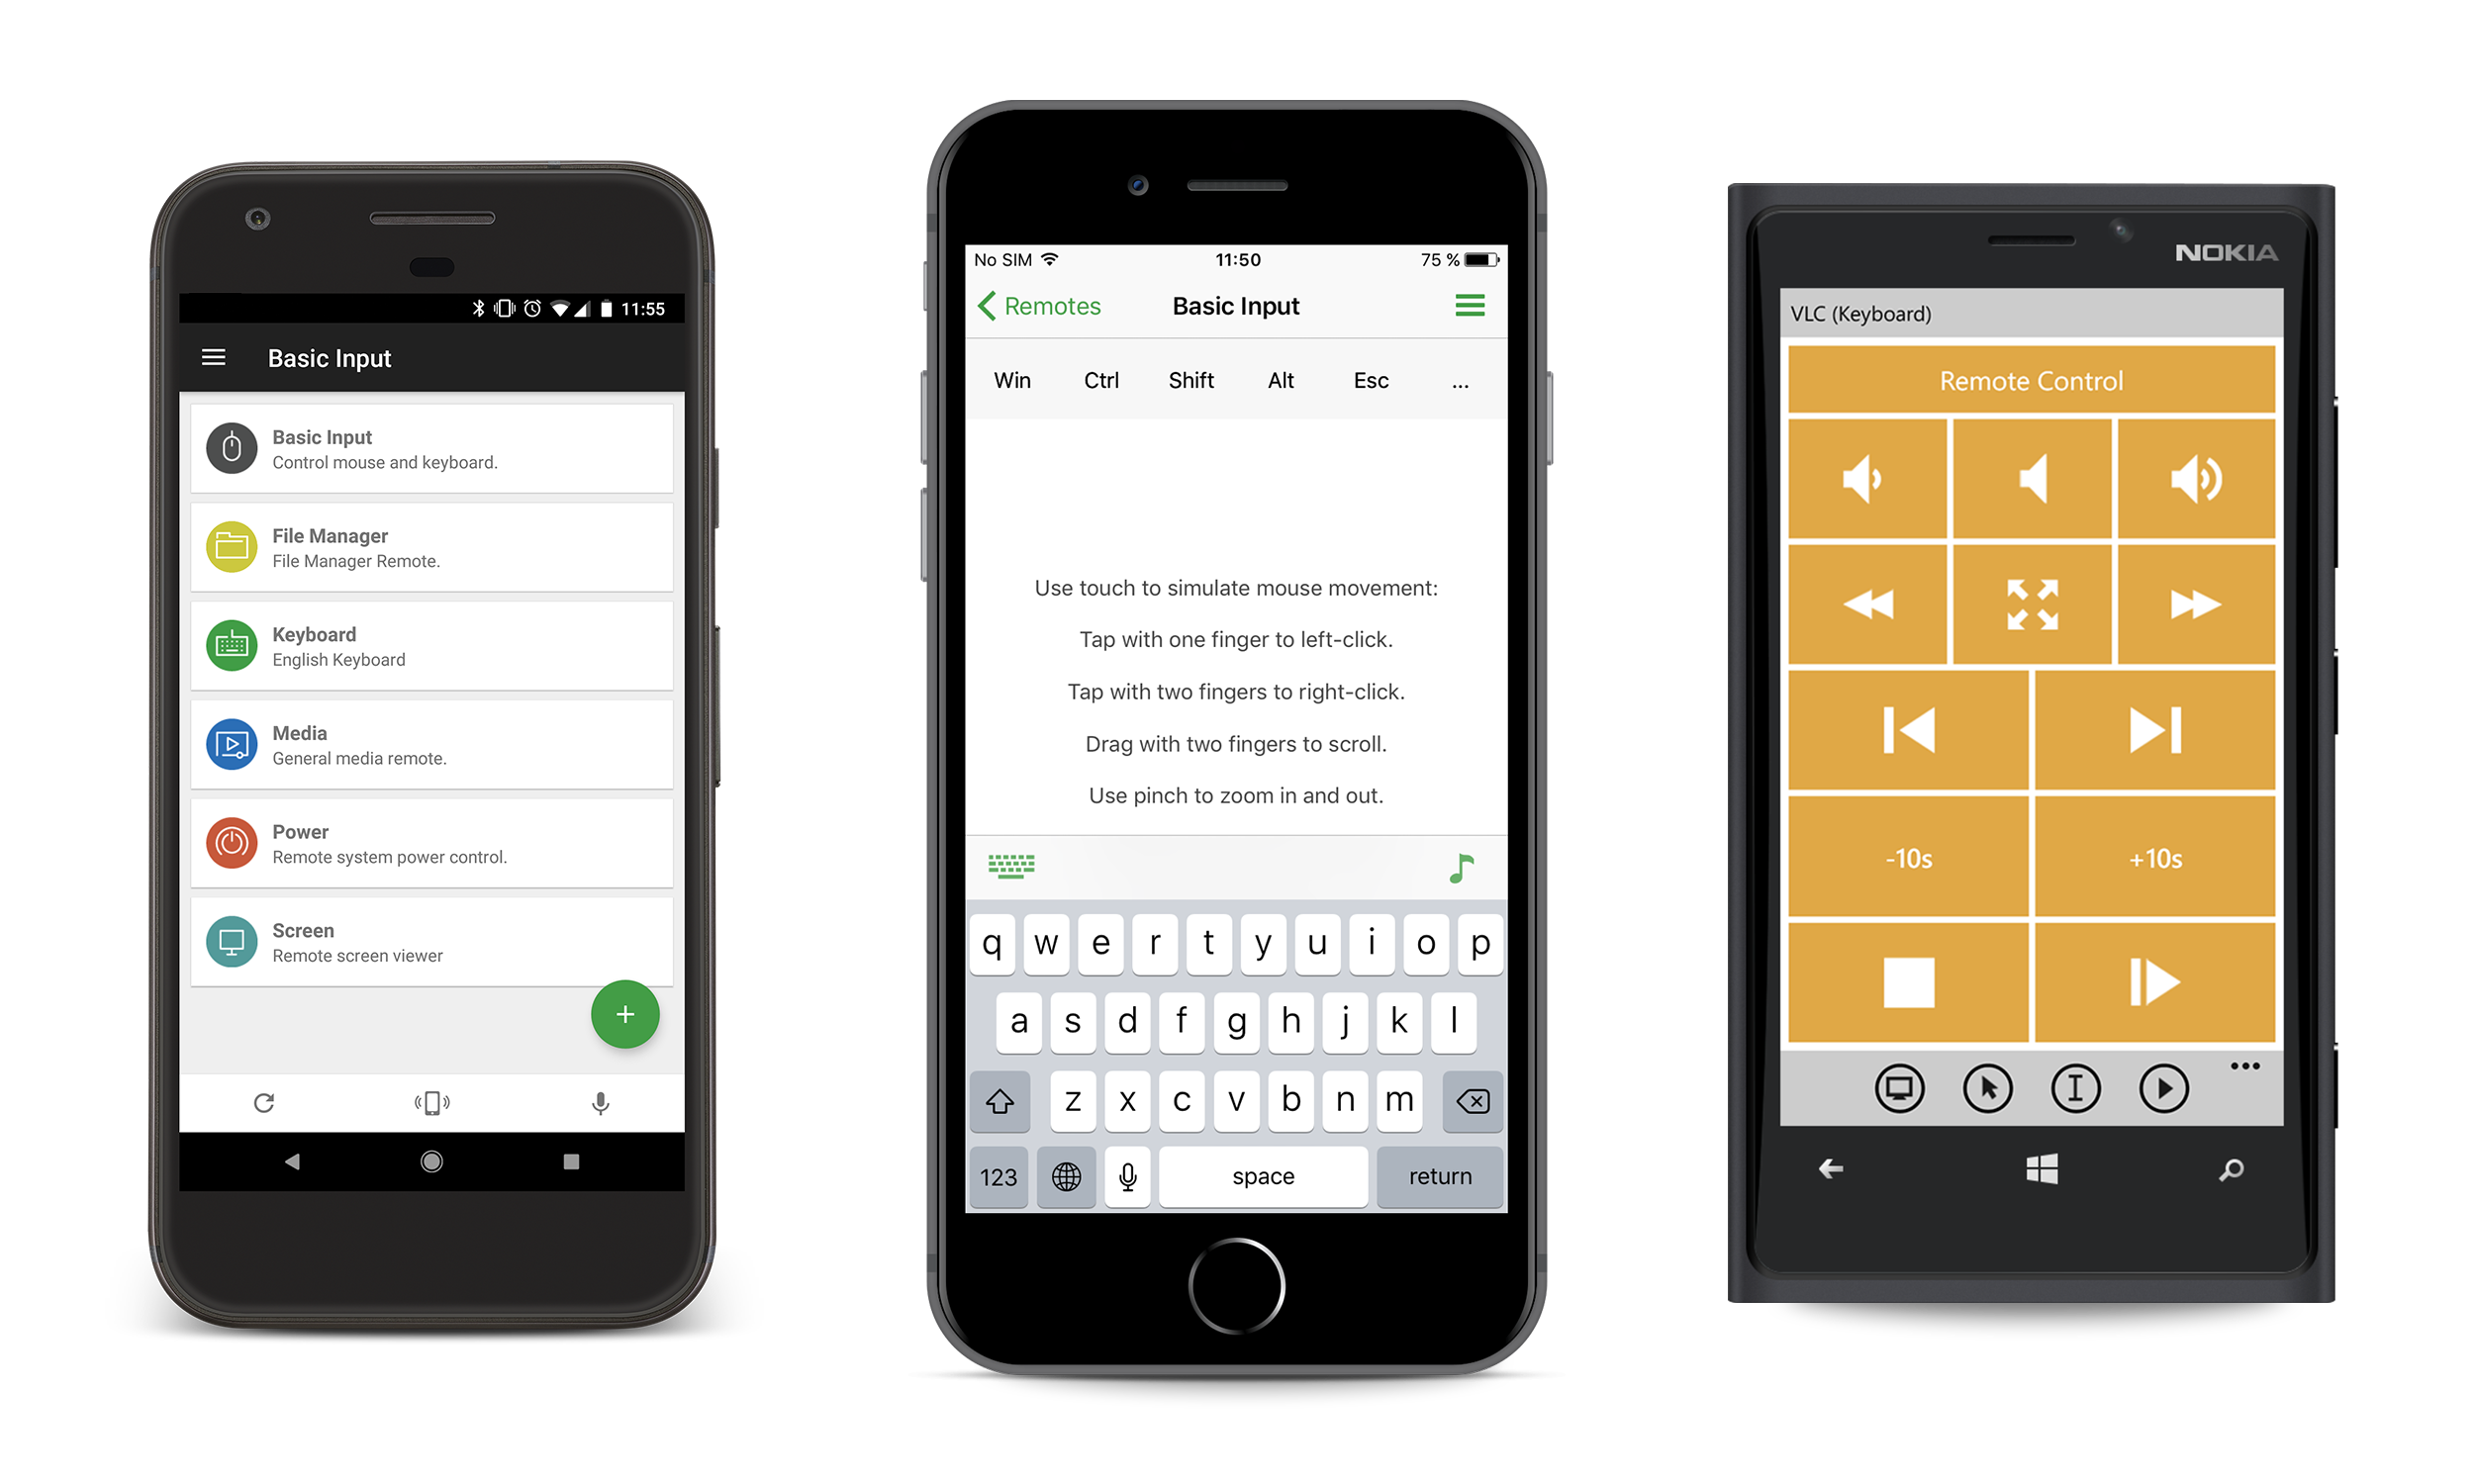 11:55
Basic Input
Basic Input
Control mouse and keyboard.
File Manager
File Manager Remote.
Keyboard
English Keyboard
Media
General media remote.
Power
Remote system power control.
Screen
Remote screen viewer
+
No SIM 11:50 75 %
Remotes Basic Input
Win Ctrl Shift Alt Esc ...
Use touch to simulate mouse movement:
Tap with one finger to left-click.
Tap with two fingers to right-click.
Drag with two fingers to scroll.
Use pinch to zoom in and out.
q w e r t y u i o p
a s d f g h j k l
z x c v b n m
123 space return
NOKIA
VLC (Keyboard)
Remote Control
-10s +10s